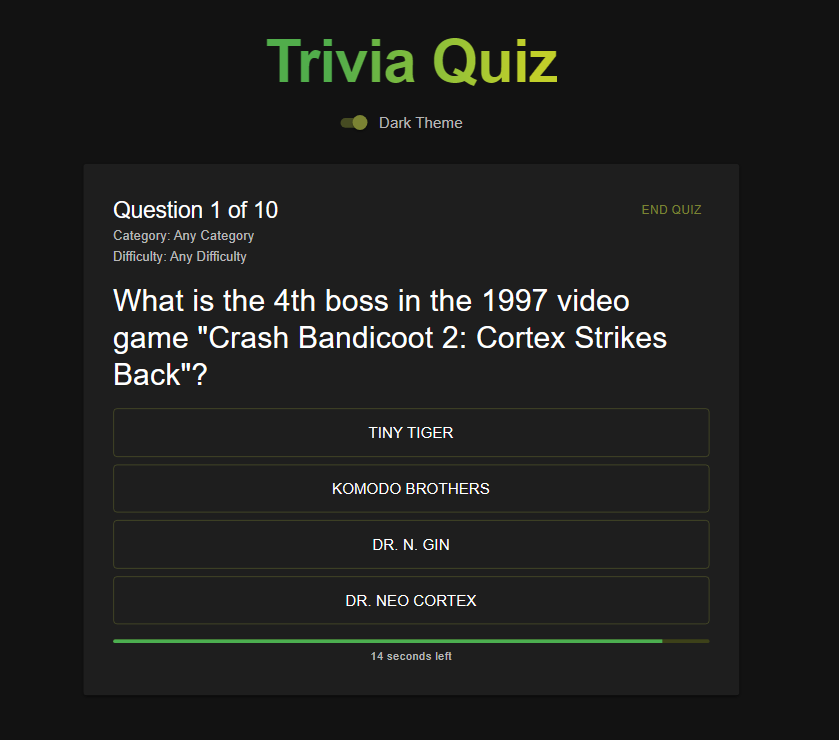 Trivia Quiz
Dark Theme
Question 1 of 10
END QUIZ
Category: Any Category
Difficulty: Any Difficulty
What is the 4th boss in the 1997 video
game "Crash Bandicoot 2: Cortex Strikes
Back"?
TINY TIGER
KOMODO BROTHERS
DR. N. GIN
DR. NEO CORTEX
14 seconds left